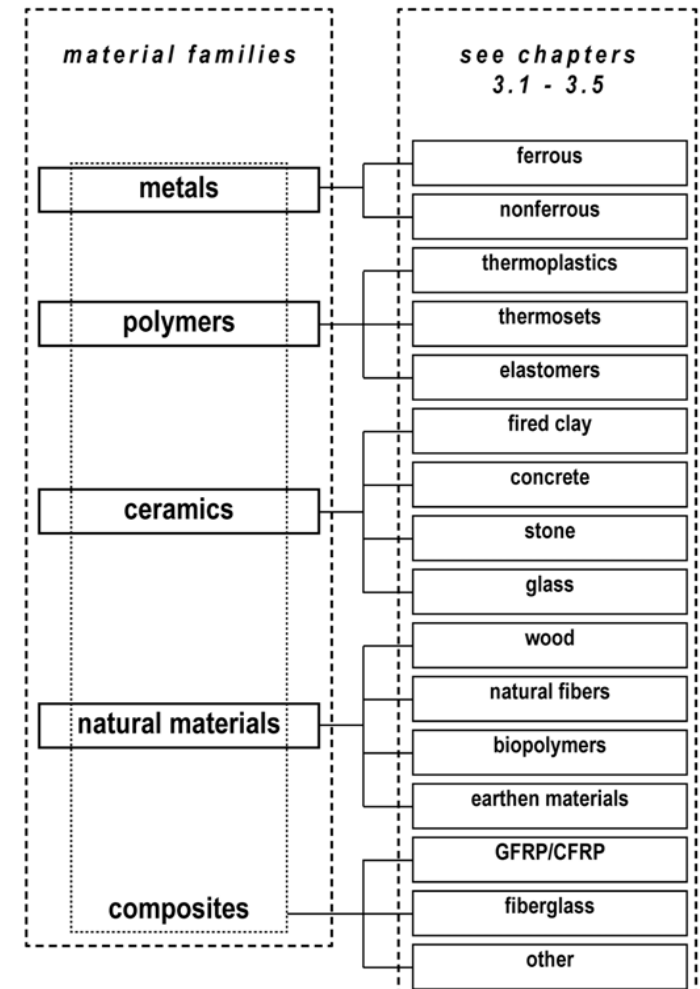 material families
see chapters
3.1 - 3.5
metals
ferrous
nonferrous
polymers
thermoplastics
thermosets
elastomers
ceramics
fired clay
concrete
stone
glass
natural materials
wood
natural fibers
biopolymers
earthen materials
composites
GFRP/CFRP
fiberglass
other